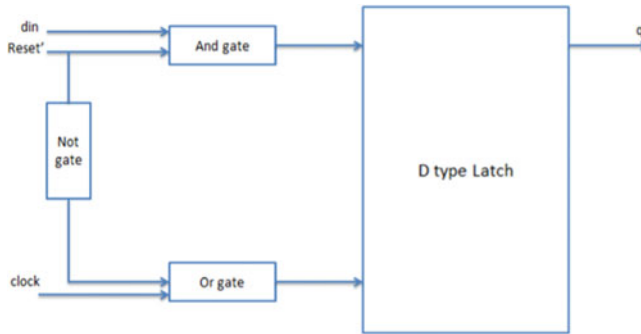 din
Reset'
And gate
q
Not
gate
D type Latch
clock
Or gate